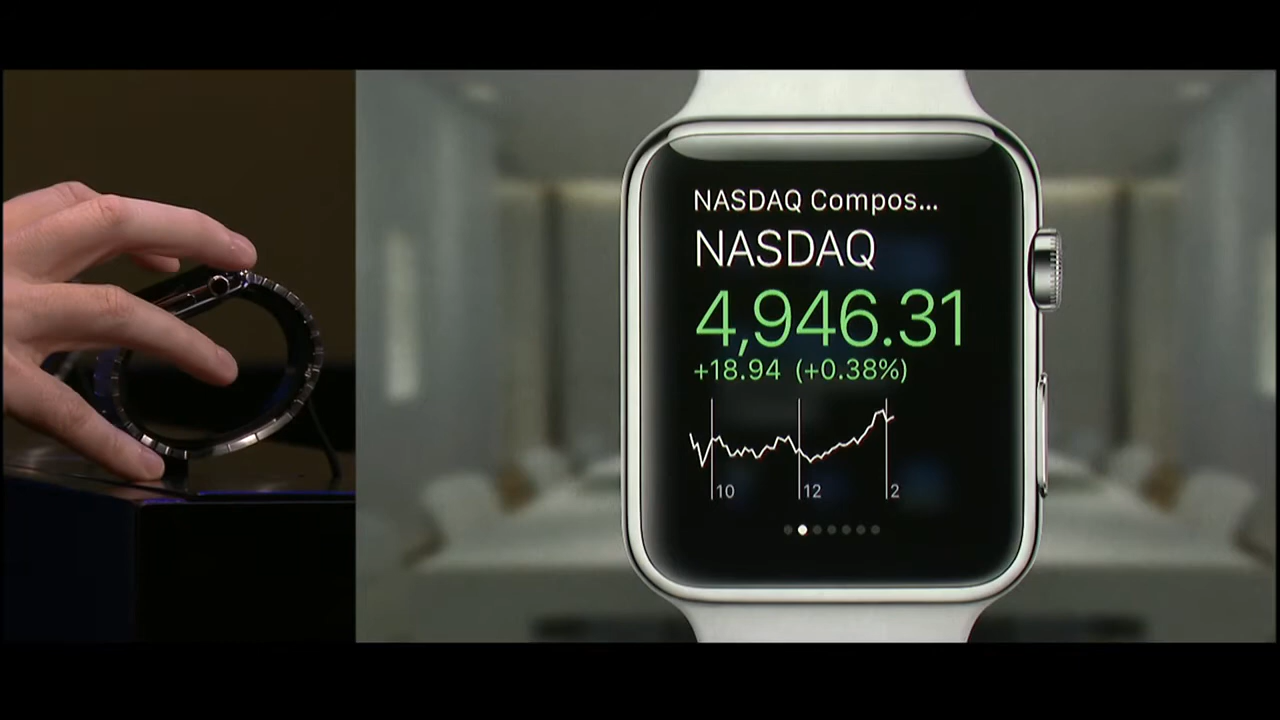 NASDAQ Compos...
NASDAQ
4,946.31
+18.94 (+0.38%)
10 12 2